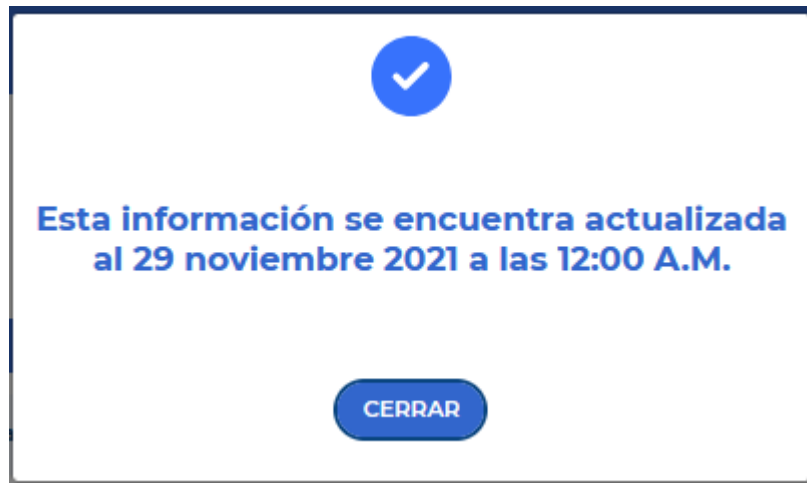 Esta información se encuentra actualizada
al 29 noviembre 2021 a las 12:00 A.M.
CERRAR